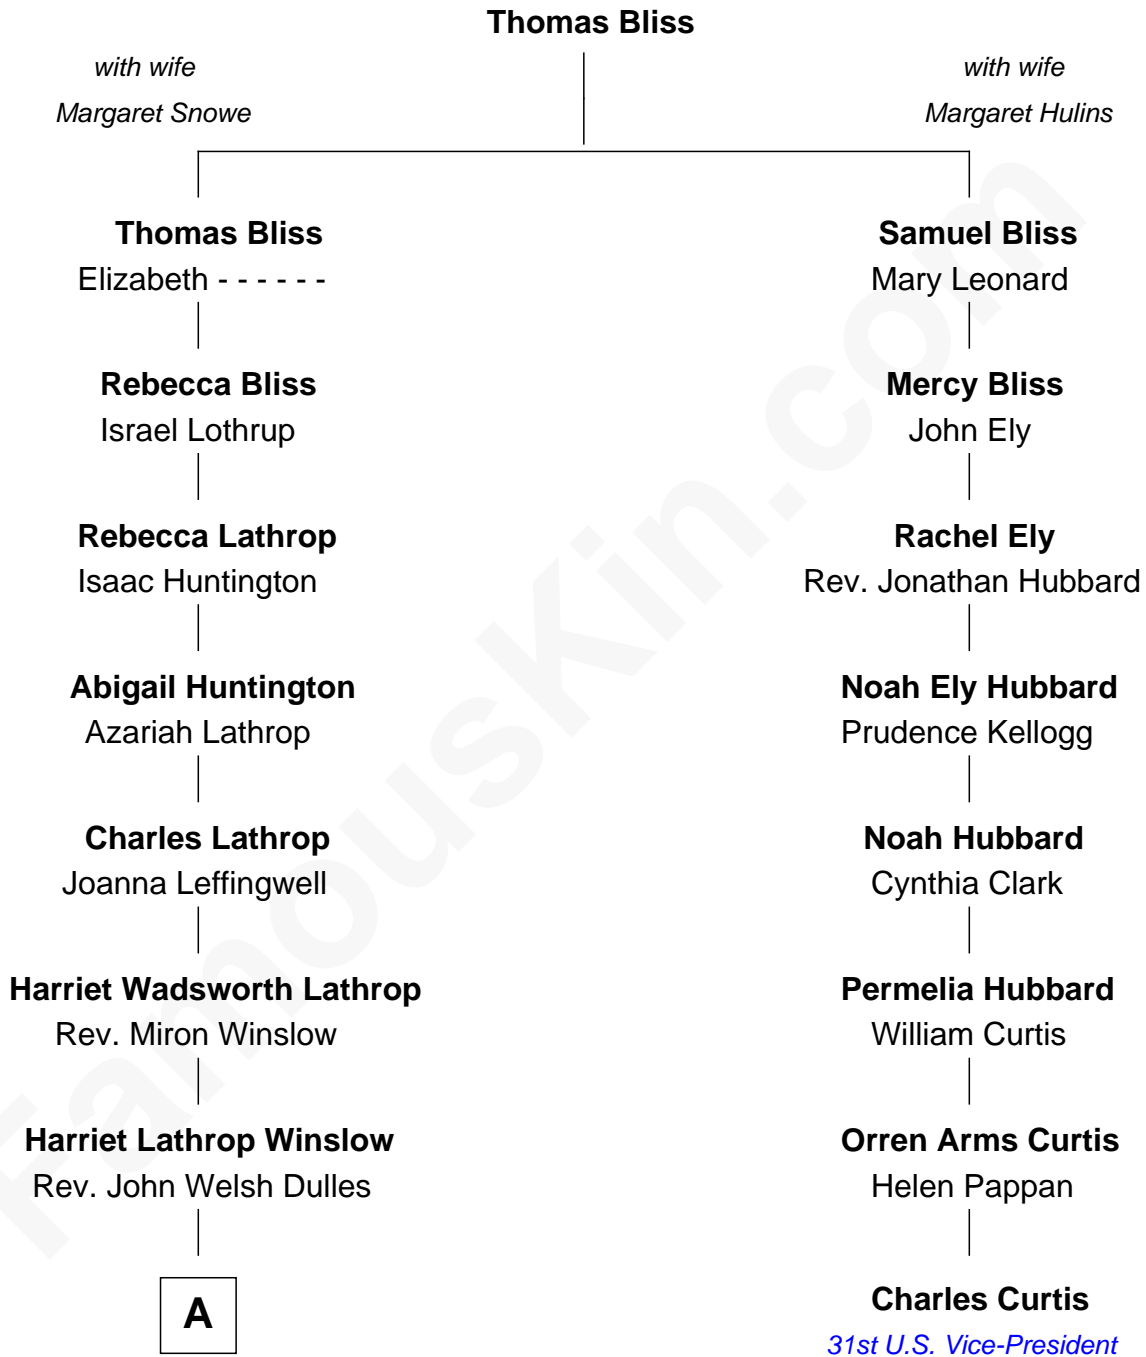 Thomas Bliss
with wife
Margaret Snowe
with wife
Margaret Hulins
Thomas Bliss
Elizabeth - - - - - -
Samuel Bliss
Mary Leonard
Rebecca Bliss
Israel Lothrup
Mercy Bliss
John Ely
Rebecca Lathrop
Isaac Huntington
Rachel Ely
Rev. Jonathan Hubbard
Abigail Huntington
Azariah Lathrop
Noah Ely Hubbard
Prudence Kellogg
Charles Lathrop
Joanna Leffingwell
Noah Hubbard
Cynthia Clark
Harriet Wadsworth Lathrop
Rev. Miron Winslow
Permelia Hubbard
William Curtis
Harriet Lathrop Winslow
Rev. John Welsh Dulles
Orren Arms Curtis
Helen Pappan
A
Charles Curtis
31st U.S. Vice-President
FamousKin.com